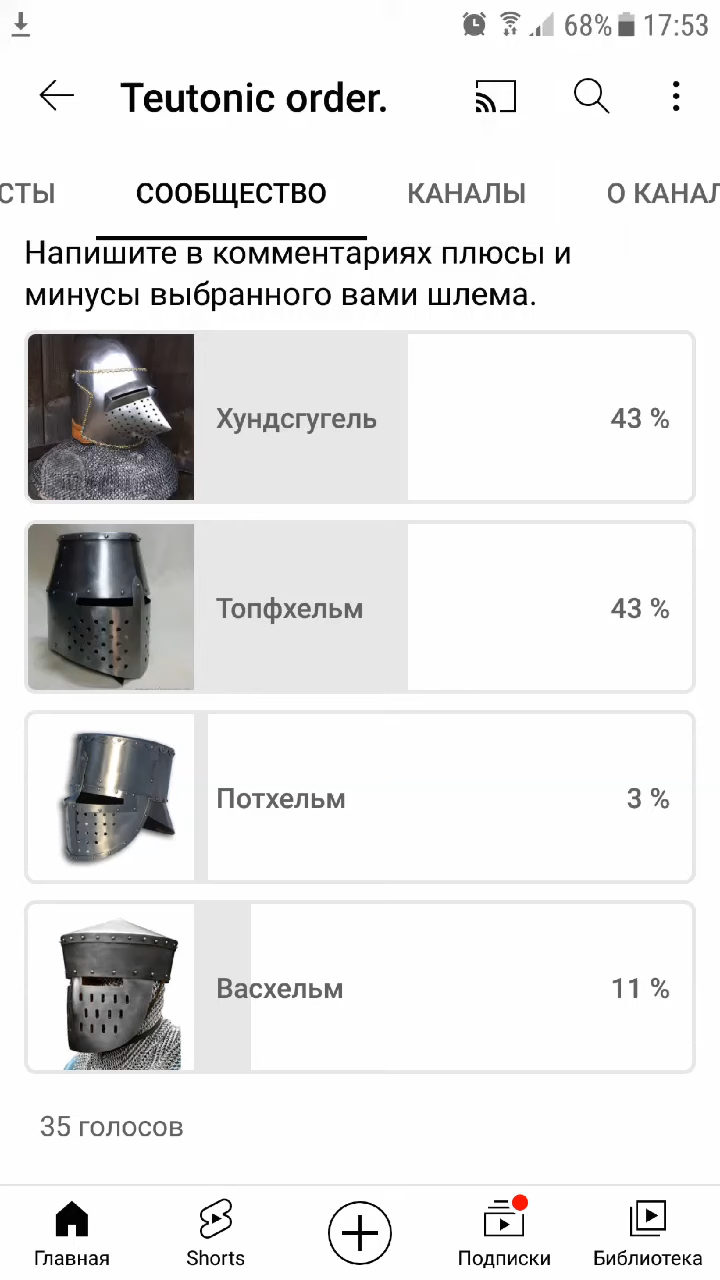 68% 17:53
Teutonic order.
СТЫ СООБЩЕСТВО КАНАЛЫ О КАНАЛ
Напишите в комментариях плюсы и
минусы выбранного вами шлема.
Хундсгугель 43 %
Топфхельм 43 %
Потхельм 3 %
Васхельм 11 %
35 голосов
Главная Shorts Подписки Библиотека